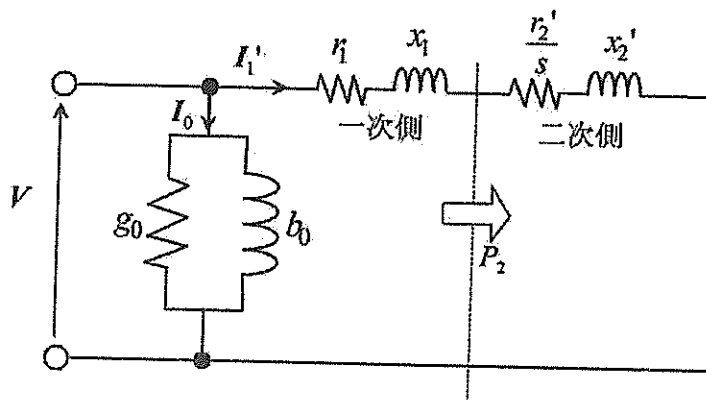 I₁'
r₁
x₁
r₂'
s
x₂'
I₀
一次側
二次側
V
g₀
b₀
P₂